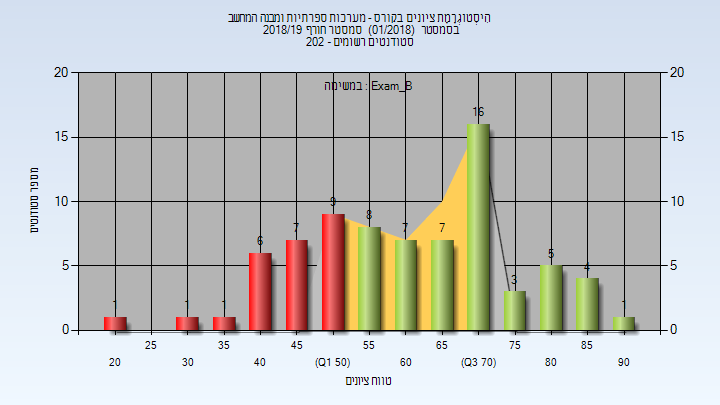 היסטוגרמת ציונים בקורס - מערכות ספרתיות ומבנה המחשב
בסמסטר (01/2018) סמסטר חורף 2018/19
סטודנטים רשומים - 202
במשימה : Exam_B
מספר סטודנטים
20 20
15 15
10 10
5 5
0 0
1 1 1 6 7 9 8 7 7 16 3 5 4 1
25 35 45 55 65 75 85
20 30 40 (Q1 50) 60 (Q3 70) 80 90
טווח ציונים